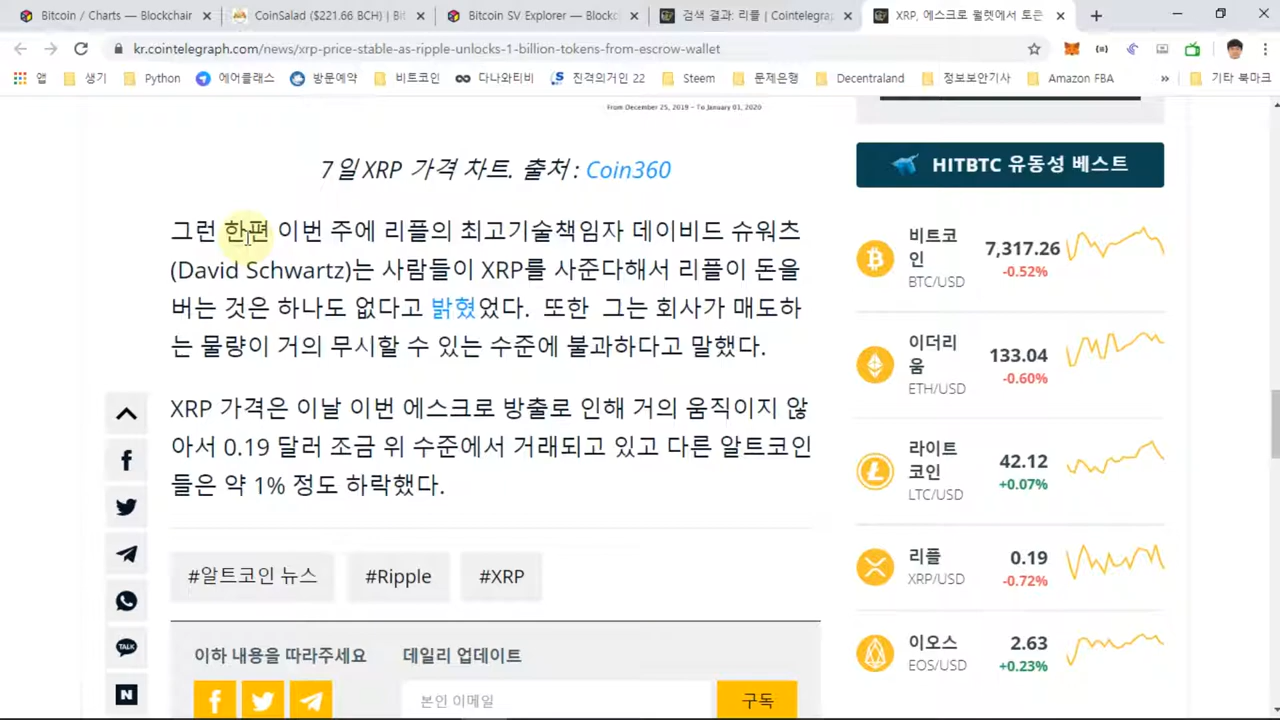 Bitcoin / Charts — Blockchair
CoinSalad ($221.66 BCH) | Bit
Bitcoin SV Explorer — Blockc
검색 결과: 리플 | Cointelegra
XRP, 에스크로 월렛에서 토큰
kr.cointelegraph.com/news/xrp-price-stable-as-ripple-unlocks-1-billion-tokens-from-escrow-wallet
앱 생기 Python 에어클래스 방문예약 비트코인 다나와티비 진격의거인 22 Steem 문제은행 Decentraland 정보보안기사 Amazon FBA » 기타 북마크
From December 25, 2019 - To January 01, 2020
7일 XRP 가격 차트. 출처 : Coin360
그런 한편 이번 주에 리플의 최고기술책임자 데이비드 슈워츠
(David Schwartz)는 사람들이 XRP를 사준다해서 리플이 돈을
버는 것은 하나도 없다고 밝혔었다. 또한 그는 회사가 매도하
는 물량이 거의 무시할 수 있는 수준에 불과하다고 말했다.
XRP 가격은 이날 이번 에스크로 방출로 인해 거의 움직이지 않
아서 0.19 달러 조금 위 수준에서 거래되고 있고 다른 알트코인
들은 약 1% 정도 하락했다.
#알트코인 뉴스 #Ripple #XRP
이하 내용을 따라주세요 데일리 업데이트
본인 이메일 구독
TALK
N
HITBTC 유동성 베스트
비트코
인
BTC/USD
7,317.26
-0.52%
이더리
움
ETH/USD
133.04
-0.60%
라이트
코인
LTC/USD
42.12
+0.07%
리플
XRP/USD
0.19
-0.72%
이오스
EOS/USD
2.63
+0.23%